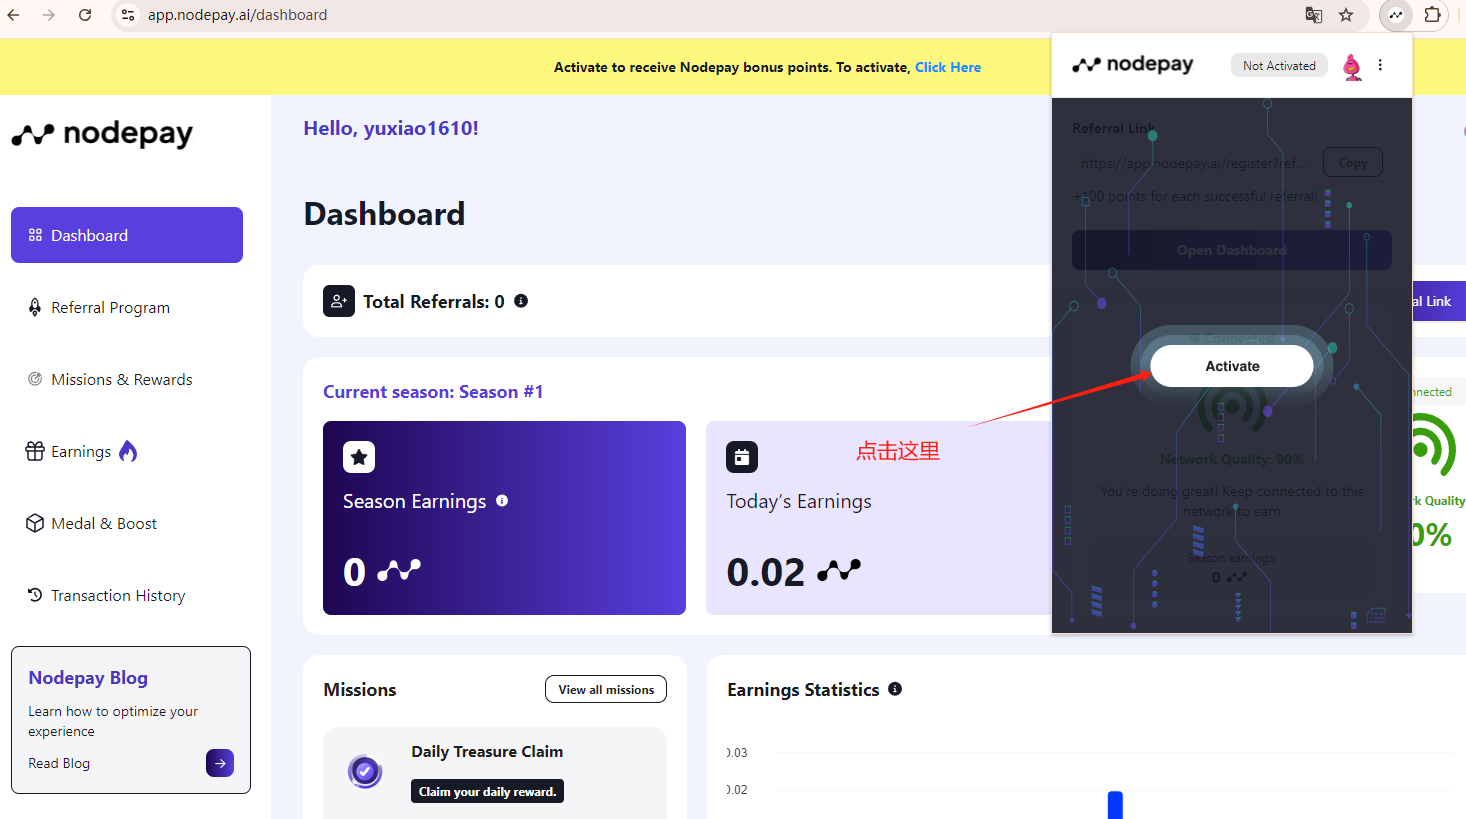 app.nodepay.ai/dashboard
Activate to receive Nodepay bonus points. To activate, Click Here
nodepay
Not Activated
nodepay
Hello, yuxiao1610!
Referral Link
https://app.nodepay.ai/register?ref...
Copy
+100 points for each successful referral!
Dashboard
Dashboard
Open Dashboard
Referral Program
Total Referrals: 0
al Link
Connected
Activate
Missions & Rewards
Current season: Season #1
nnected
Earnings
点击这里
Network Quality: 90%
Season Earnings
Today's Earnings
You're doing great! Keep connected to this
network to earn
rk Quality
0%
Medal & Boost
0
0.02
Season earnings:
0
Transaction History
Nodepay Blog
Learn how to optimize your
experience
Read Blog
Missions
View all missions
Earnings Statistics
Daily Treasure Claim
Claim your daily reward.
0.03
0.02